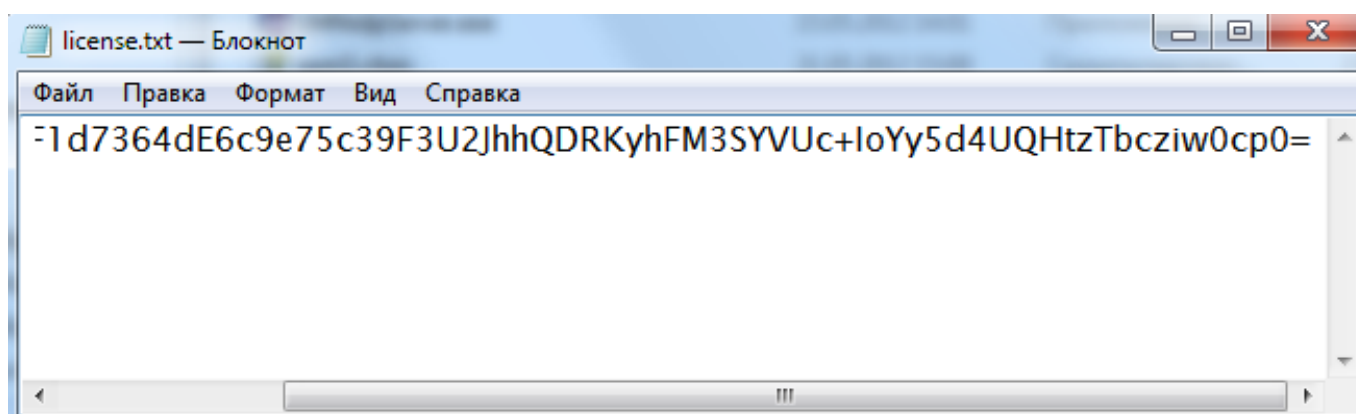 license.txt — Блокнот
Файл Правка Формат Вид Справка
1d7364dE6c9e75c39F3U2JhhQDRKyhFM3SYVUc+IoYy5d4UQHtzTbcziw0cp0=